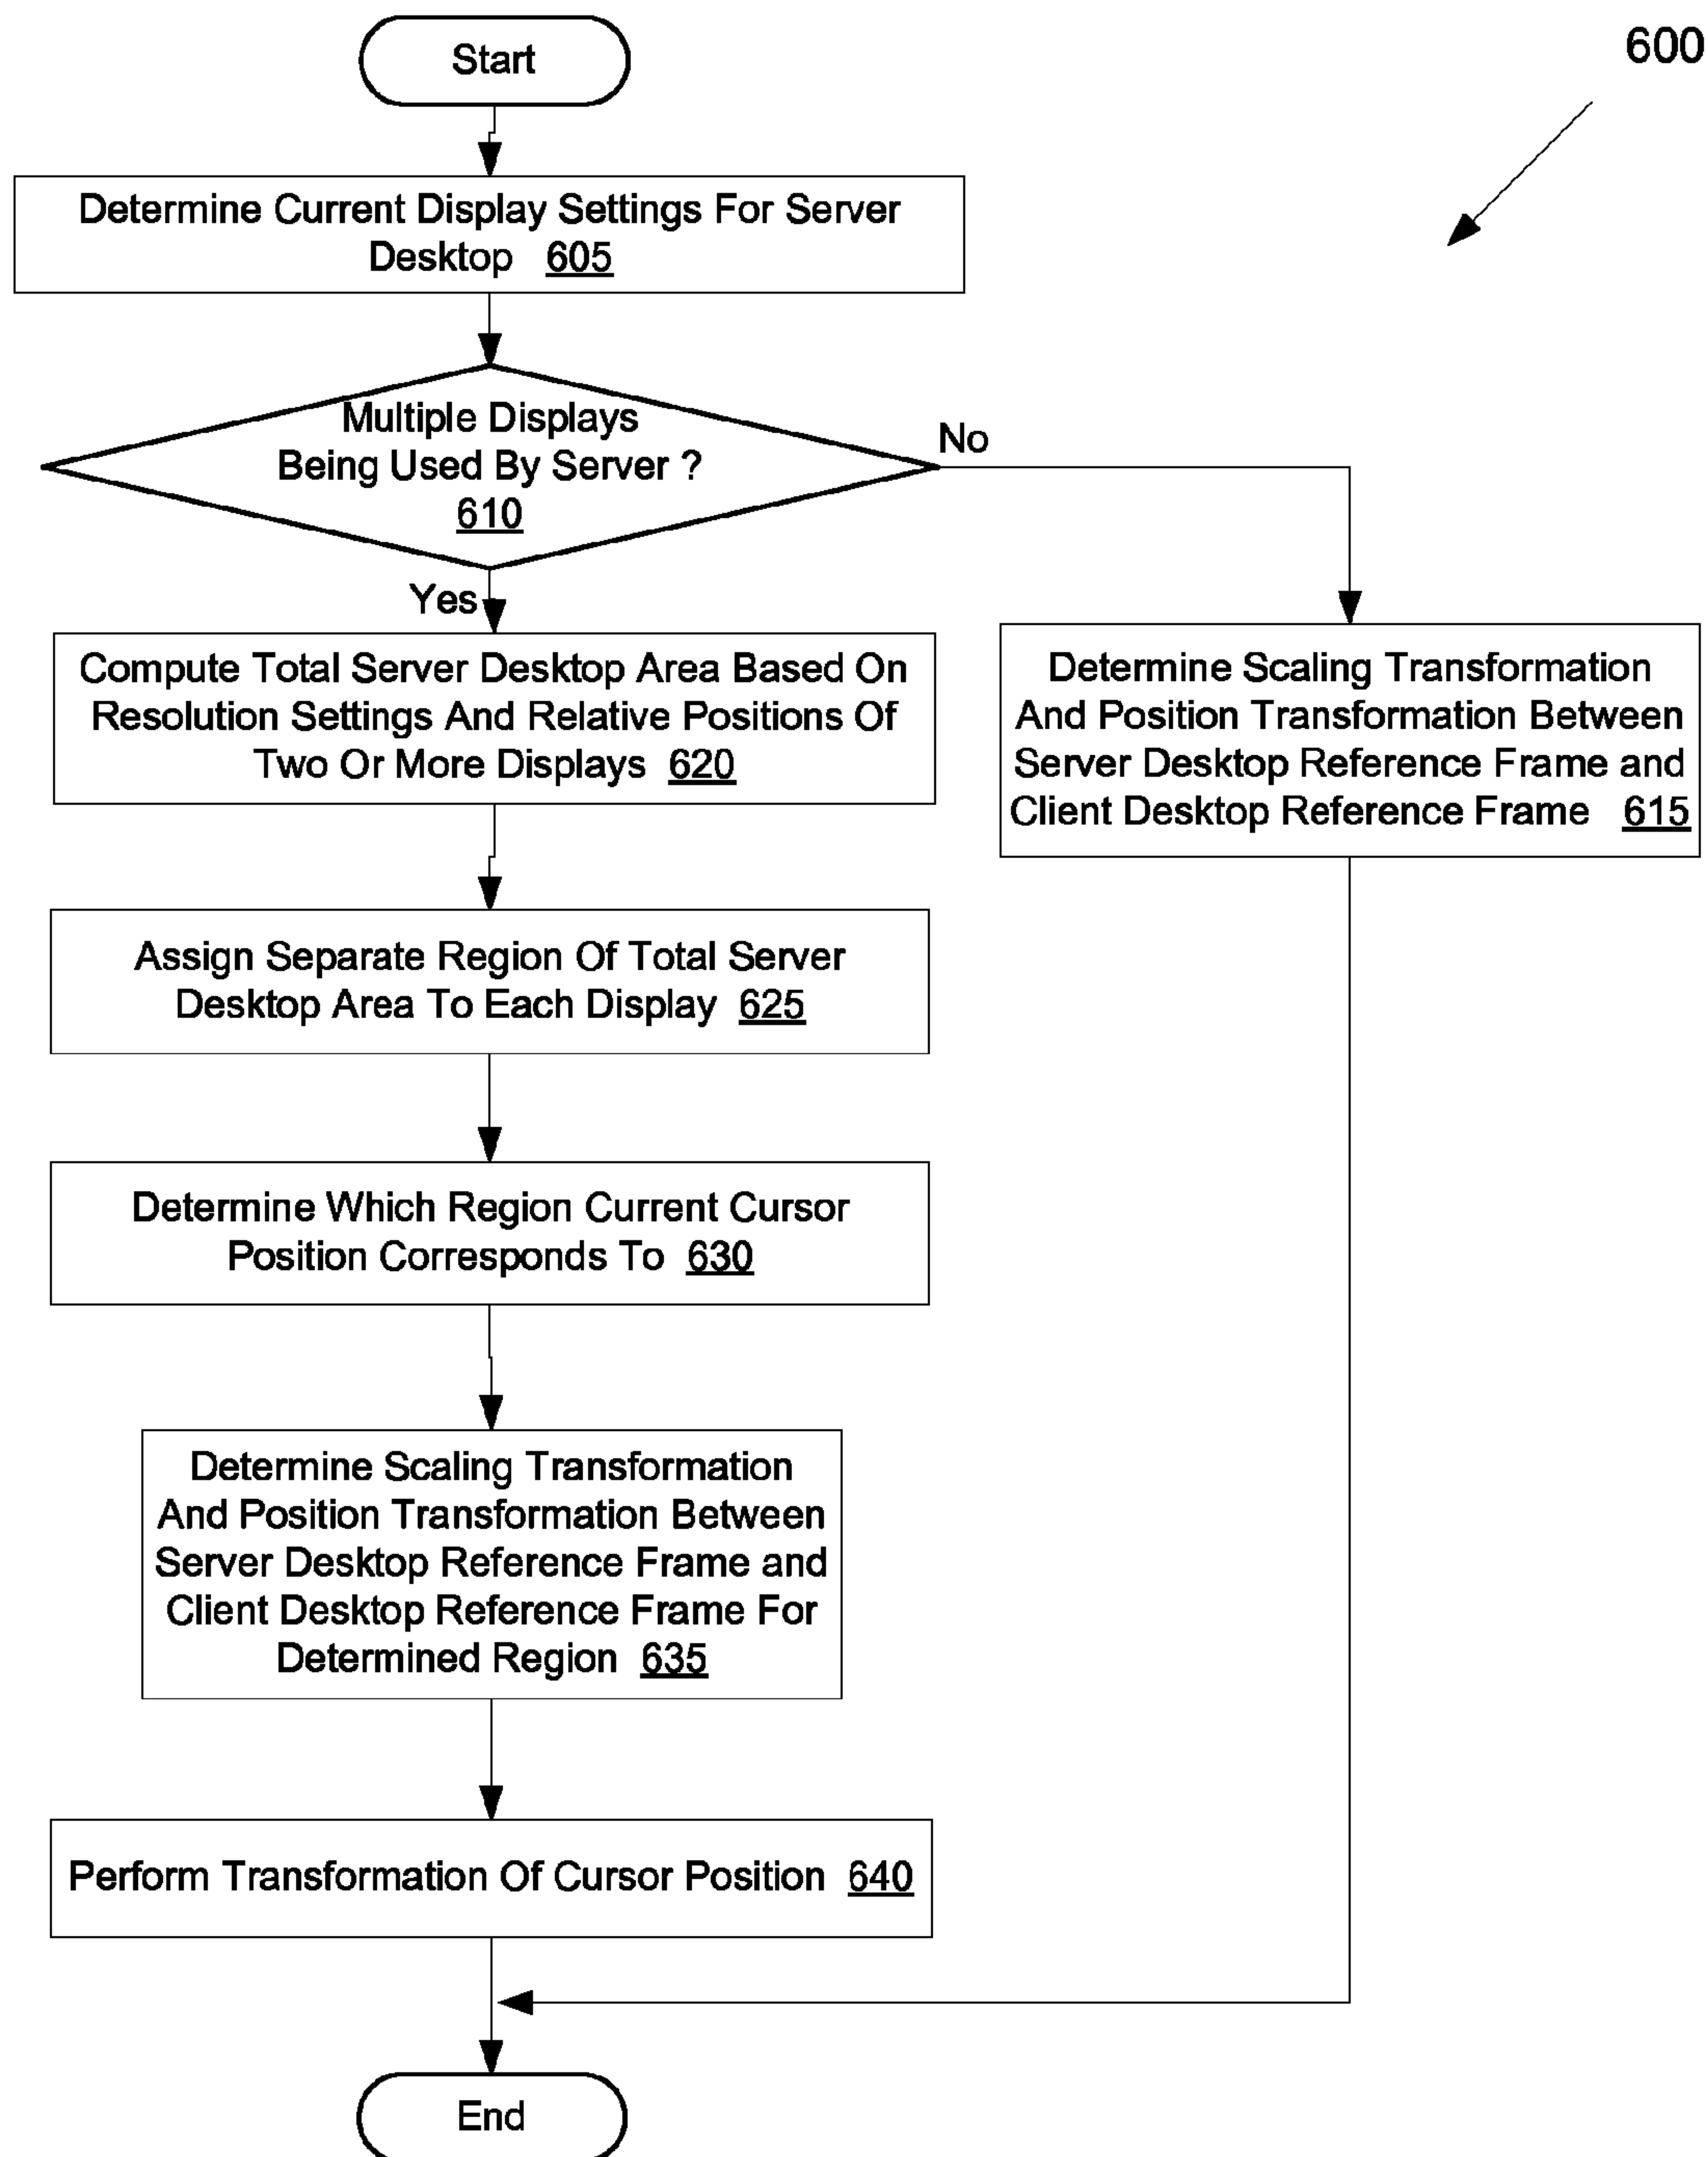 Start
600
Determine Current Display Settings For Server
Desktop 605
Multiple Displays
Being Used By Server ?
610
No
Yes
Compute Total Server Desktop Area Based On
Resolution Settings And Relative Positions Of
Two Or More Displays 620
Determine Scaling Transformation
And Position Transformation Between
Server Desktop Reference Frame and
Client Desktop Reference Frame 615
Assign Separate Region Of Total Server
Desktop Area To Each Display 625
Determine Which Region Current Cursor
Position Corresponds To 630
Determine Scaling Transformation
And Position Transformation Between
Server Desktop Reference Frame and
Client Desktop Reference Frame For
Determined Region 635
Perform Transformation Of Cursor Position 640
End